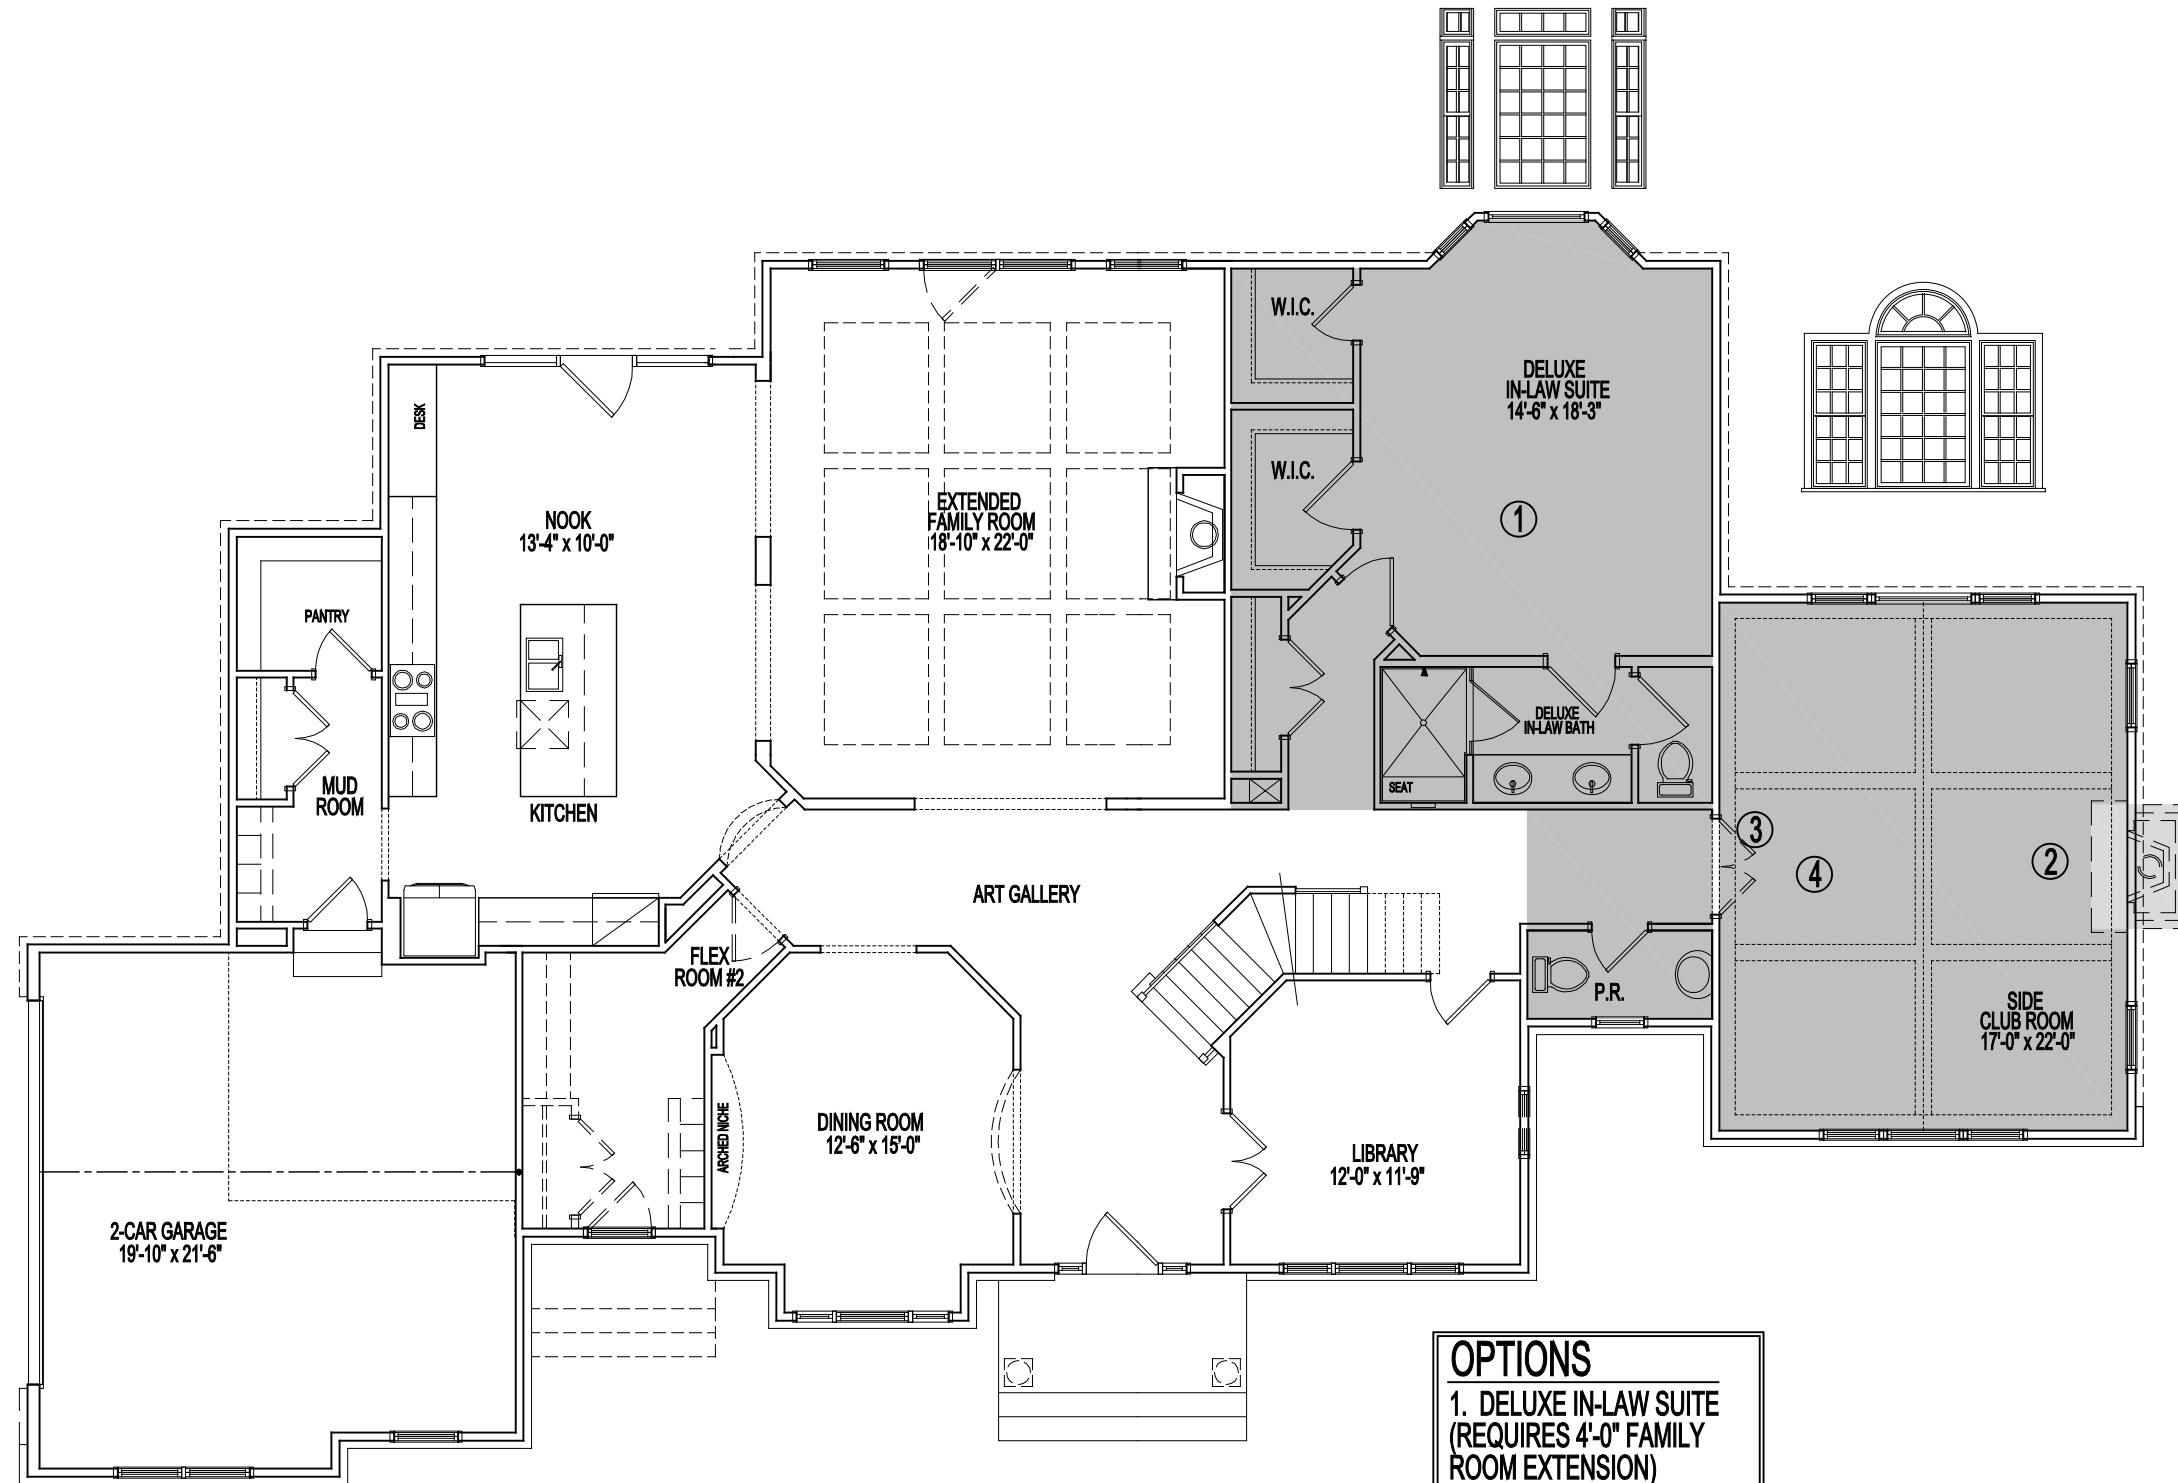 W.I.C.
DELUXE
IN-LAW SUITE
14'-6" x 18'-3"
DESK
W.I.C.
EXTENDED
FAMILY ROOM
18'-10" x 22'-0"
NOOK
13'-4" x 10'-0"
1
PANTRY
DELUXE
IN-LAW BATH
MUD
ROOM
SEAT
KITCHEN
3
2
4
ART GALLERY
FLEX
ROOM #2
P.R.
SIDE
CLUB ROOM
17'-0" x 22'-0"
ARCHED NICHE
DINING ROOM
12'-6" x 15'-0"
LIBRARY
12'-0" x 11'-9"
2-CAR GARAGE
19'-10" x 21'-6"
OPTIONS
1. DELUXE IN-LAW SUITE
(REQUIRES 4'-0" FAMILY
ROOM EXTENSION)